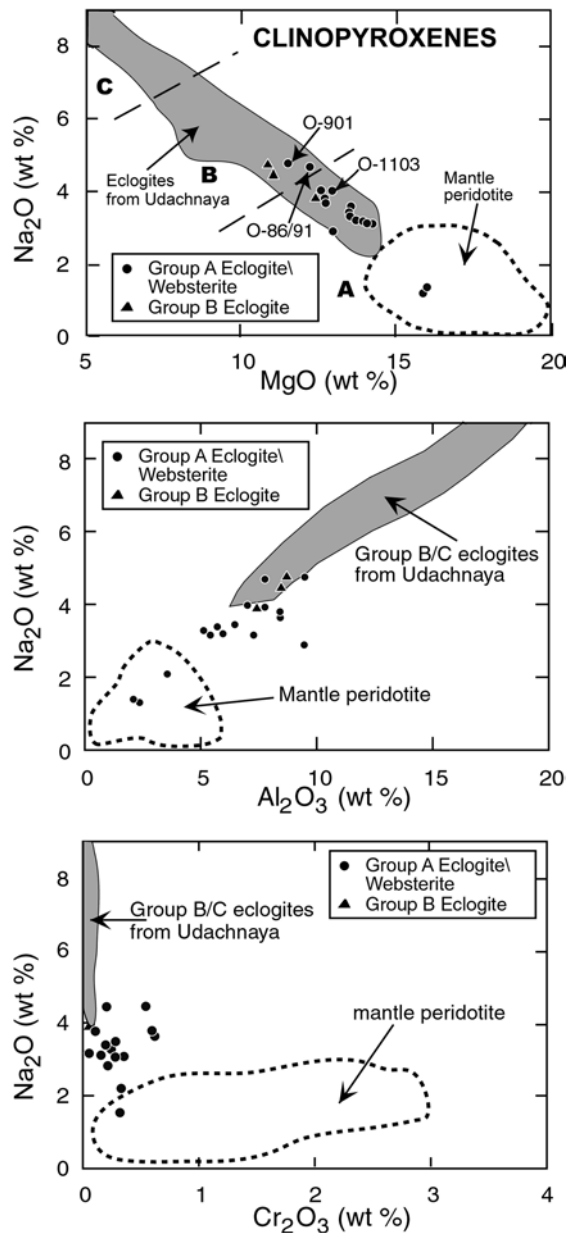 CLINOPYROXENES
8
6
4
2
0
Na₂O (wt %)
C
O-901
O-1103
Eclogites
from Udachnaya
B
O-86/91
Mantle
peridotite
A
● Group A Eclogite\
Websterite
▲ Group B Eclogite
5
10
15
20
MgO (wt %)
8
6
4
2
0
Na₂O (wt %)
● Group A Eclogite\
Websterite
▲ Group B Eclogite
Group B/C eclogites
from Udachnaya
Mantle peridotite
0
5
10
15
20
Al₂O₃ (wt %)
8
6
4
2
0
Na₂O (wt %)
● Group A Eclogite\
Websterite
▲ Group B Eclogite
Group B/C eclogites
from Udachnaya
mantle peridotite
0
1
2
3
4
Cr₂O₃ (wt %)